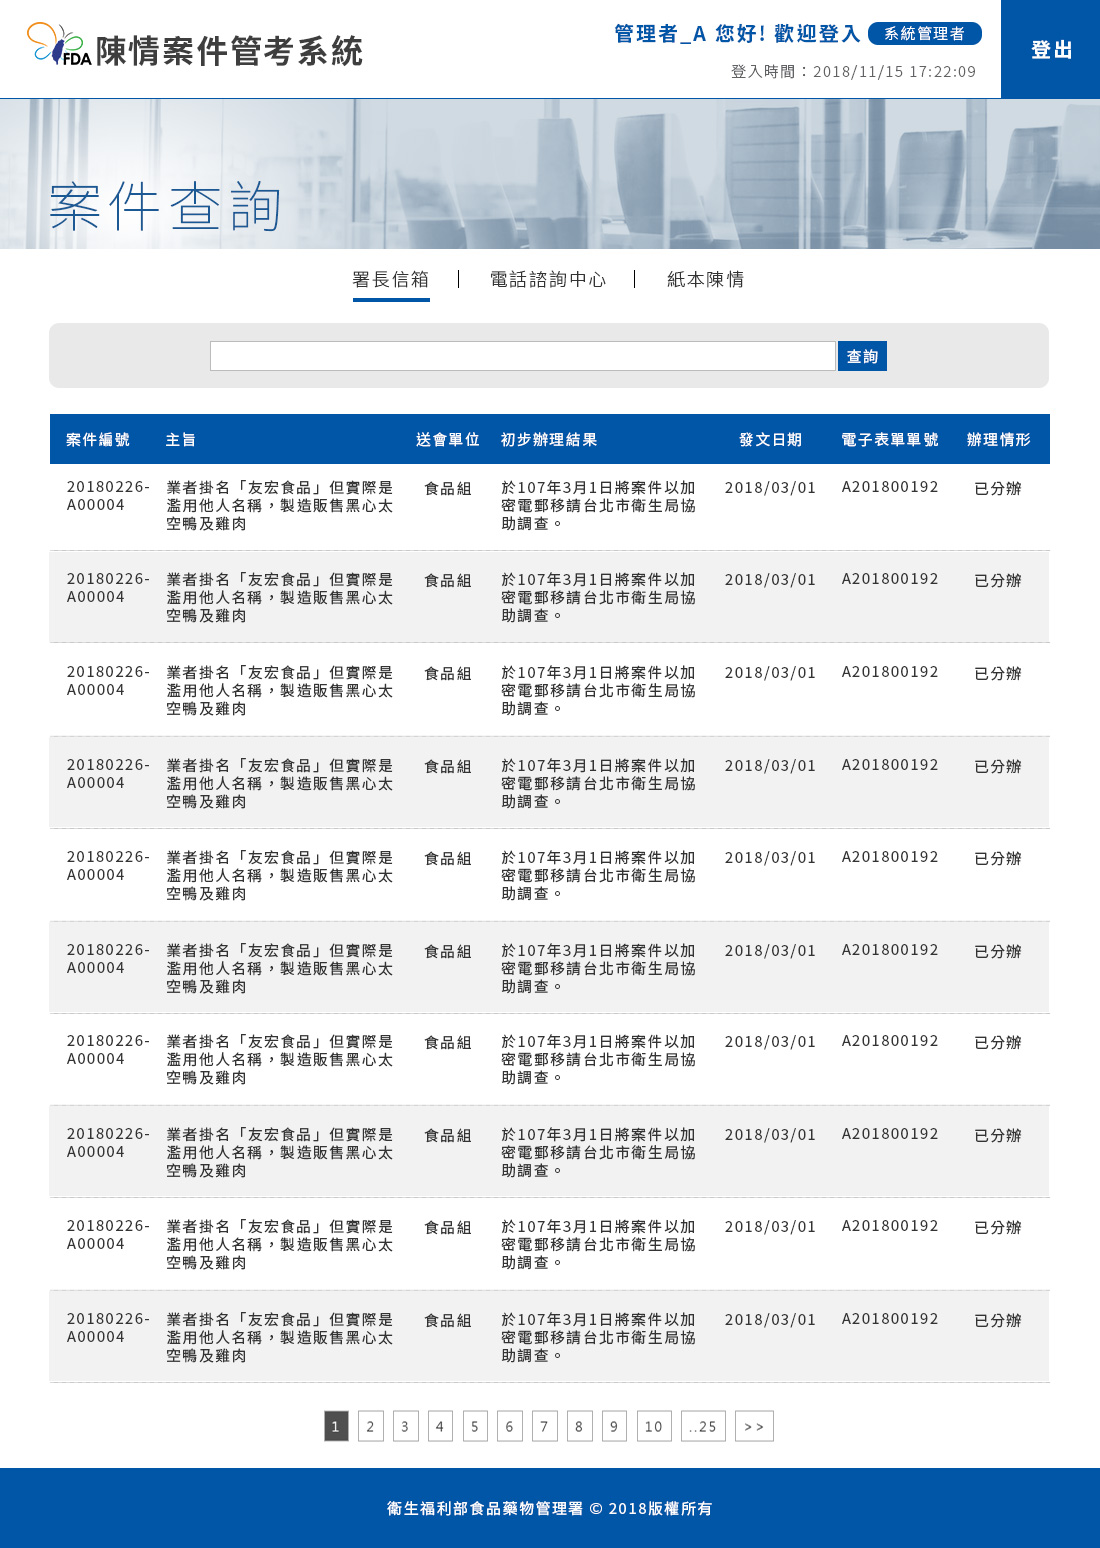 FDA 陳情案件管考系統
管理者_A 您好! 歡迎登入 系統管理者
登入時間：2018/11/15 17:22:09
登出
案件查詢
署長信箱 | 電話諮詢中心 | 紙本陳情
查詢
案件編號 主旨 送會單位 初步辦理結果 發文日期 電子表單單號 辦理情形
20180226- 業者掛名「友宏食品」但實際是 食品組 於107年3月1日將案件以加 2018/03/01 A201800192 已分辦
A00004 濫用他人名稱，製造販售黑心太 密電郵移請台北市衛生局協
空鴨及雞肉 助調查。
20180226- 業者掛名「友宏食品」但實際是 食品組 於107年3月1日將案件以加 2018/03/01 A201800192 已分辦
A00004 濫用他人名稱，製造販售黑心太 密電郵移請台北市衛生局協
空鴨及雞肉 助調查。
20180226- 業者掛名「友宏食品」但實際是 食品組 於107年3月1日將案件以加 2018/03/01 A201800192 已分辦
A00004 濫用他人名稱，製造販售黑心太 密電郵移請台北市衛生局協
空鴨及雞肉 助調查。
20180226- 業者掛名「友宏食品」但實際是 食品組 於107年3月1日將案件以加 2018/03/01 A201800192 已分辦
A00004 濫用他人名稱，製造販售黑心太 密電郵移請台北市衛生局協
空鴨及雞肉 助調查。
20180226- 業者掛名「友宏食品」但實際是 食品組 於107年3月1日將案件以加 2018/03/01 A201800192 已分辦
A00004 濫用他人名稱，製造販售黑心太 密電郵移請台北市衛生局協
空鴨及雞肉 助調查。
20180226- 業者掛名「友宏食品」但實際是 食品組 於107年3月1日將案件以加 2018/03/01 A201800192 已分辦
A00004 濫用他人名稱，製造販售黑心太 密電郵移請台北市衛生局協
空鴨及雞肉 助調查。
20180226- 業者掛名「友宏食品」但實際是 食品組 於107年3月1日將案件以加 2018/03/01 A201800192 已分辦
A00004 濫用他人名稱，製造販售黑心太 密電郵移請台北市衛生局協
空鴨及雞肉 助調查。
20180226- 業者掛名「友宏食品」但實際是 食品組 於107年3月1日將案件以加 2018/03/01 A201800192 已分辦
A00004 濫用他人名稱，製造販售黑心太 密電郵移請台北市衛生局協
空鴨及雞肉 助調查。
20180226- 業者掛名「友宏食品」但實際是 食品組 於107年3月1日將案件以加 2018/03/01 A201800192 已分辦
A00004 濫用他人名稱，製造販售黑心太 密電郵移請台北市衛生局協
空鴨及雞肉 助調查。
20180226- 業者掛名「友宏食品」但實際是 食品組 於107年3月1日將案件以加 2018/03/01 A201800192 已分辦
A00004 濫用他人名稱，製造販售黑心太 密電郵移請台北市衛生局協
空鴨及雞肉 助調查。
1 2 3 4 5 6 7 8 9 10 ..25 >>
衛生福利部食品藥物管理署 © 2018版權所有